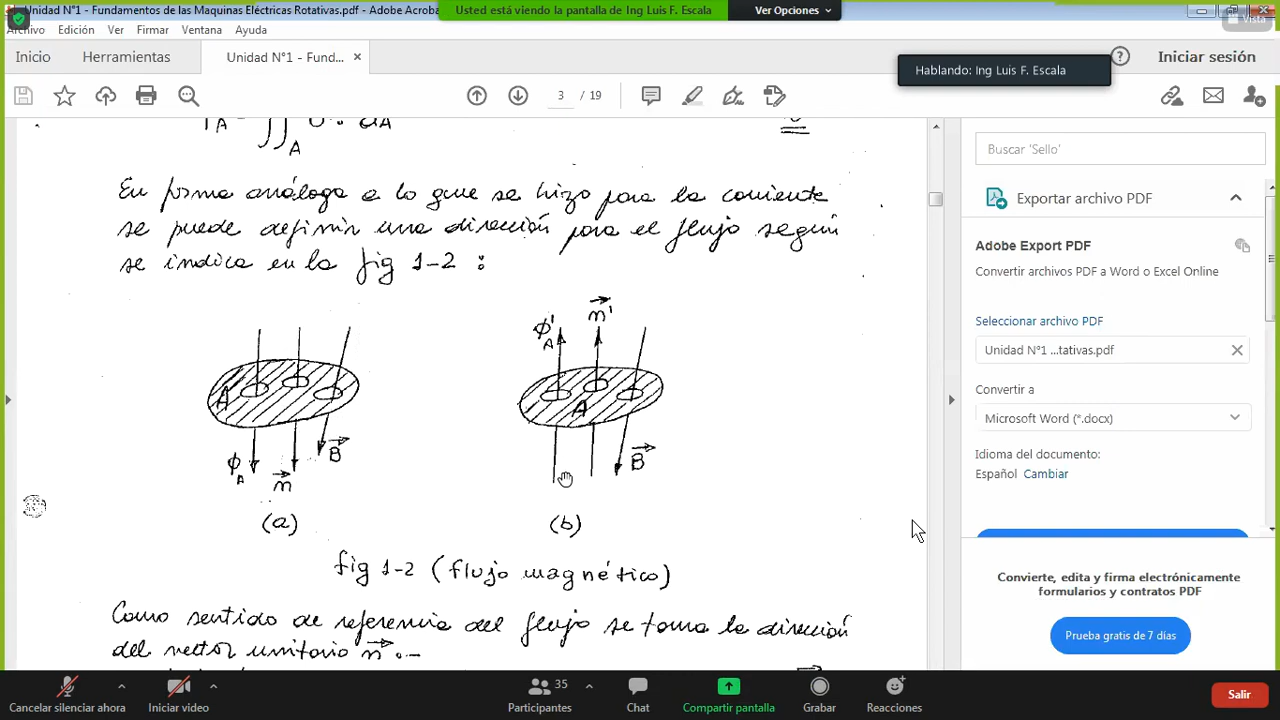 Unidad N°1 - Fundamentos de las Maquinas Eléctricas Rotativas.pdf - Adobe Acroba
Usted está viendo la pantalla de Ing Luis F. Escala
Ver Opciones
Vista
Archivo Edición Ver Firmar Ventana Ayuda
Inicio Herramientas Unidad N°1 - Fund... ×
Hablando: Ing Luis F. Escala
Iniciar sesión
3 / 19
En forma análoga a lo que se hizo para la corriente
se puede definir una dirección para el flujo según
se indica en la fig 1-2 :
A
ϕA n B
(a)
ϕ'A n'
A
B
(b)
fig 1-2 (flujo magnético)
Como sentido de referencia del flujo se toma la dirección
del vector unitario n .-
Buscar 'Sello'
Exportar archivo PDF
Adobe Export PDF
Convertir archivos PDF a Word o Excel Online
Seleccionar archivo PDF
Unidad N°1 ...tativas.pdf
Convertir a
Microsoft Word (*.docx)
Idioma del documento:
Español Cambiar
Convierte, edita y firma electrónicamente
formularios y contratos PDF
Prueba gratis de 7 días
Cancelar silenciar ahora
Iniciar video
35
Participantes
Chat
Compartir pantalla
Grabar
Reacciones
Salir